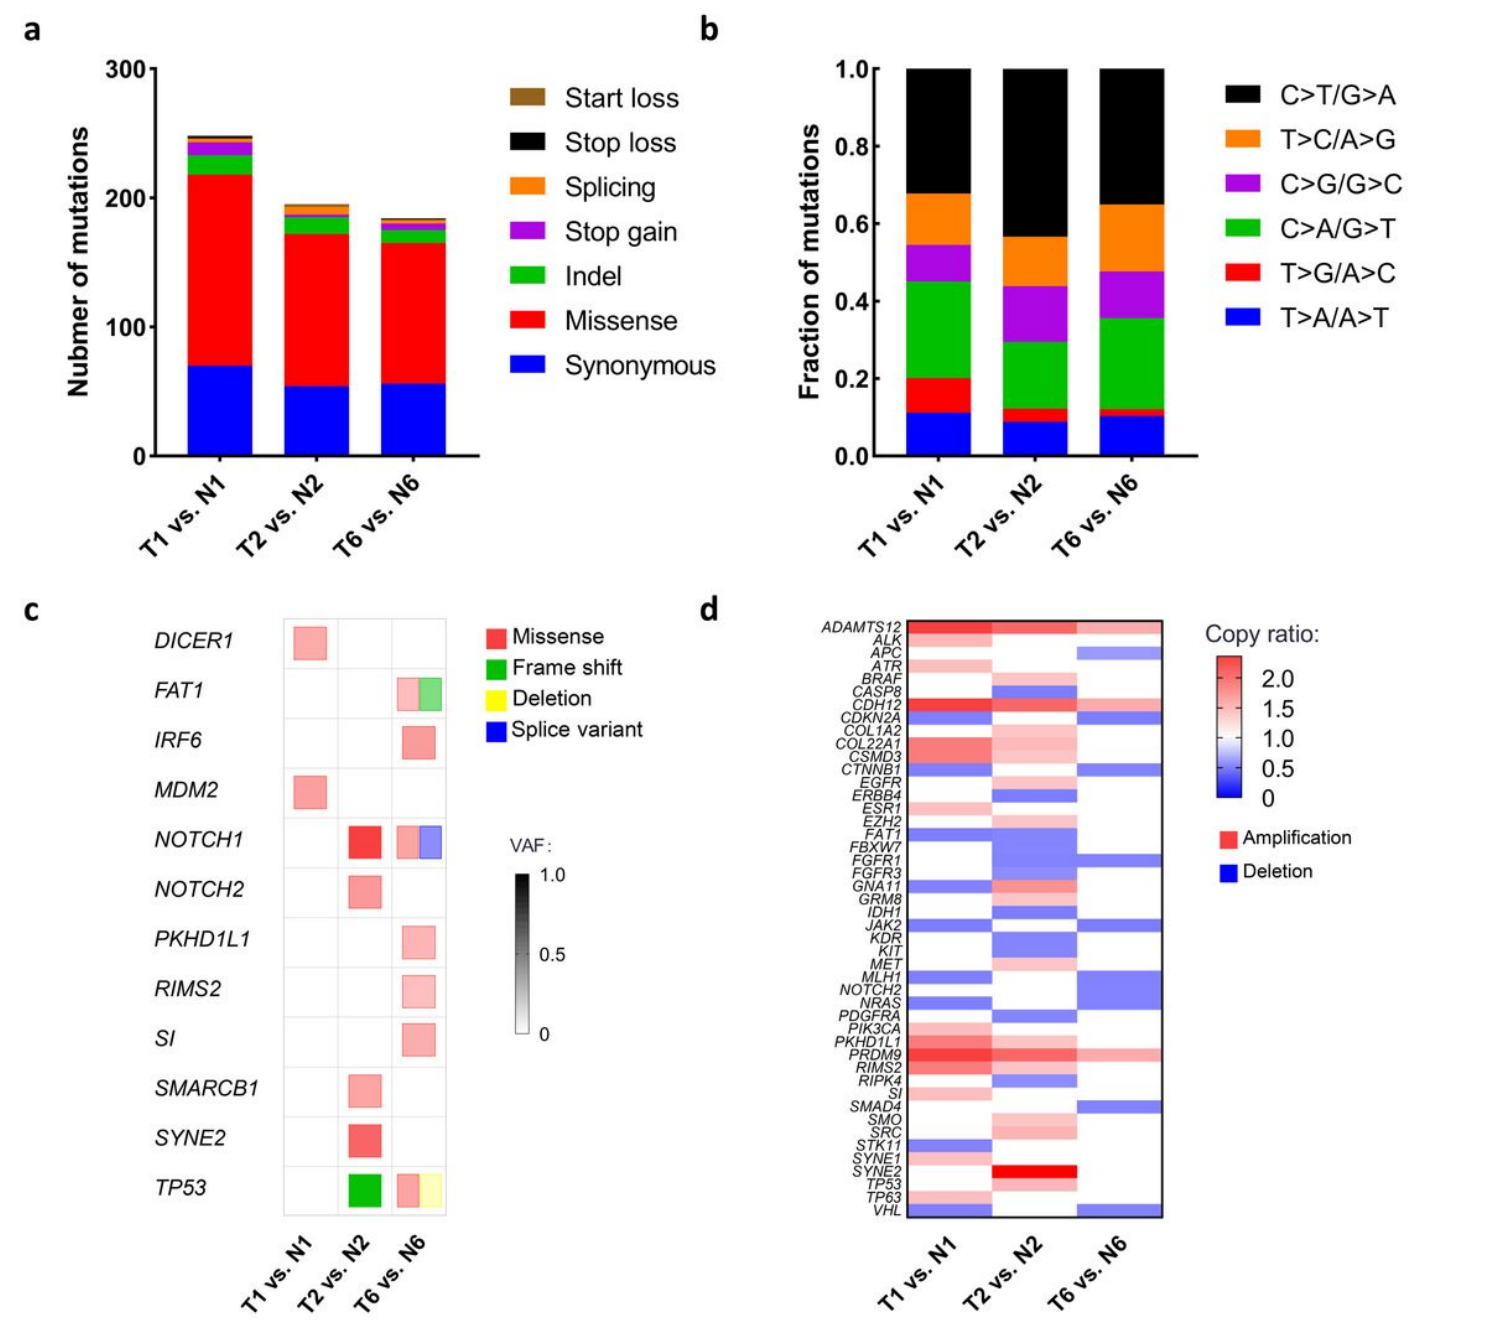 a
300
200
100
0
Nubmer of mutations
T1 vs. N1
T2 vs. N2
T6 vs. N6
Start loss
Stop loss
Splicing
Stop gain
Indel
Missense
Synonymous
b
1.0
0.8
0.6
0.4
0.2
0.0
Fraction of mutations
T1 vs. N1
T2 vs. N2
T6 vs. N6
C>T/G>A
T>C/A>G
C>G/G>C
C>A/G>T
T>G/A>C
T>A/A>T
c
DICER1
FAT1
IRF6
MDM2
NOTCH1
NOTCH2
PKHD1L1
RIMS2
SI
SMARCB1
SYNE2
TP53
T1 vs. N1
T2 vs. N2
T6 vs. N6
Missense
Frame shift
Deletion
Splice variant
VAF:
1.0
0.5
0
d
ADAMTS12
ALK
APC
ATR
BRAF
CASP8
CDH12
CDKN2A
COL1A2
COL22A1
CSMD3
CTNNB1
EGFR
ERBB4
ESR1
EZH2
FAT1
FBXW7
FGFR1
FGFR3
GNA11
GRM8
IDH1
JAK2
KDR
KIT
MET
MLH1
NOTCH2
NRAS
PDGFRA
PIK3CA
PKHD1L1
PRDM9
RIMS2
RIPK4
SI
SMAD4
SMO
SRC
STK11
SYNE1
SYNE2
TP53
TP63
VHL
T1 vs. N1
T2 vs. N2
T6 vs. N6
Copy ratio:
2.0
1.5
1.0
0.5
0
Amplification
Deletion